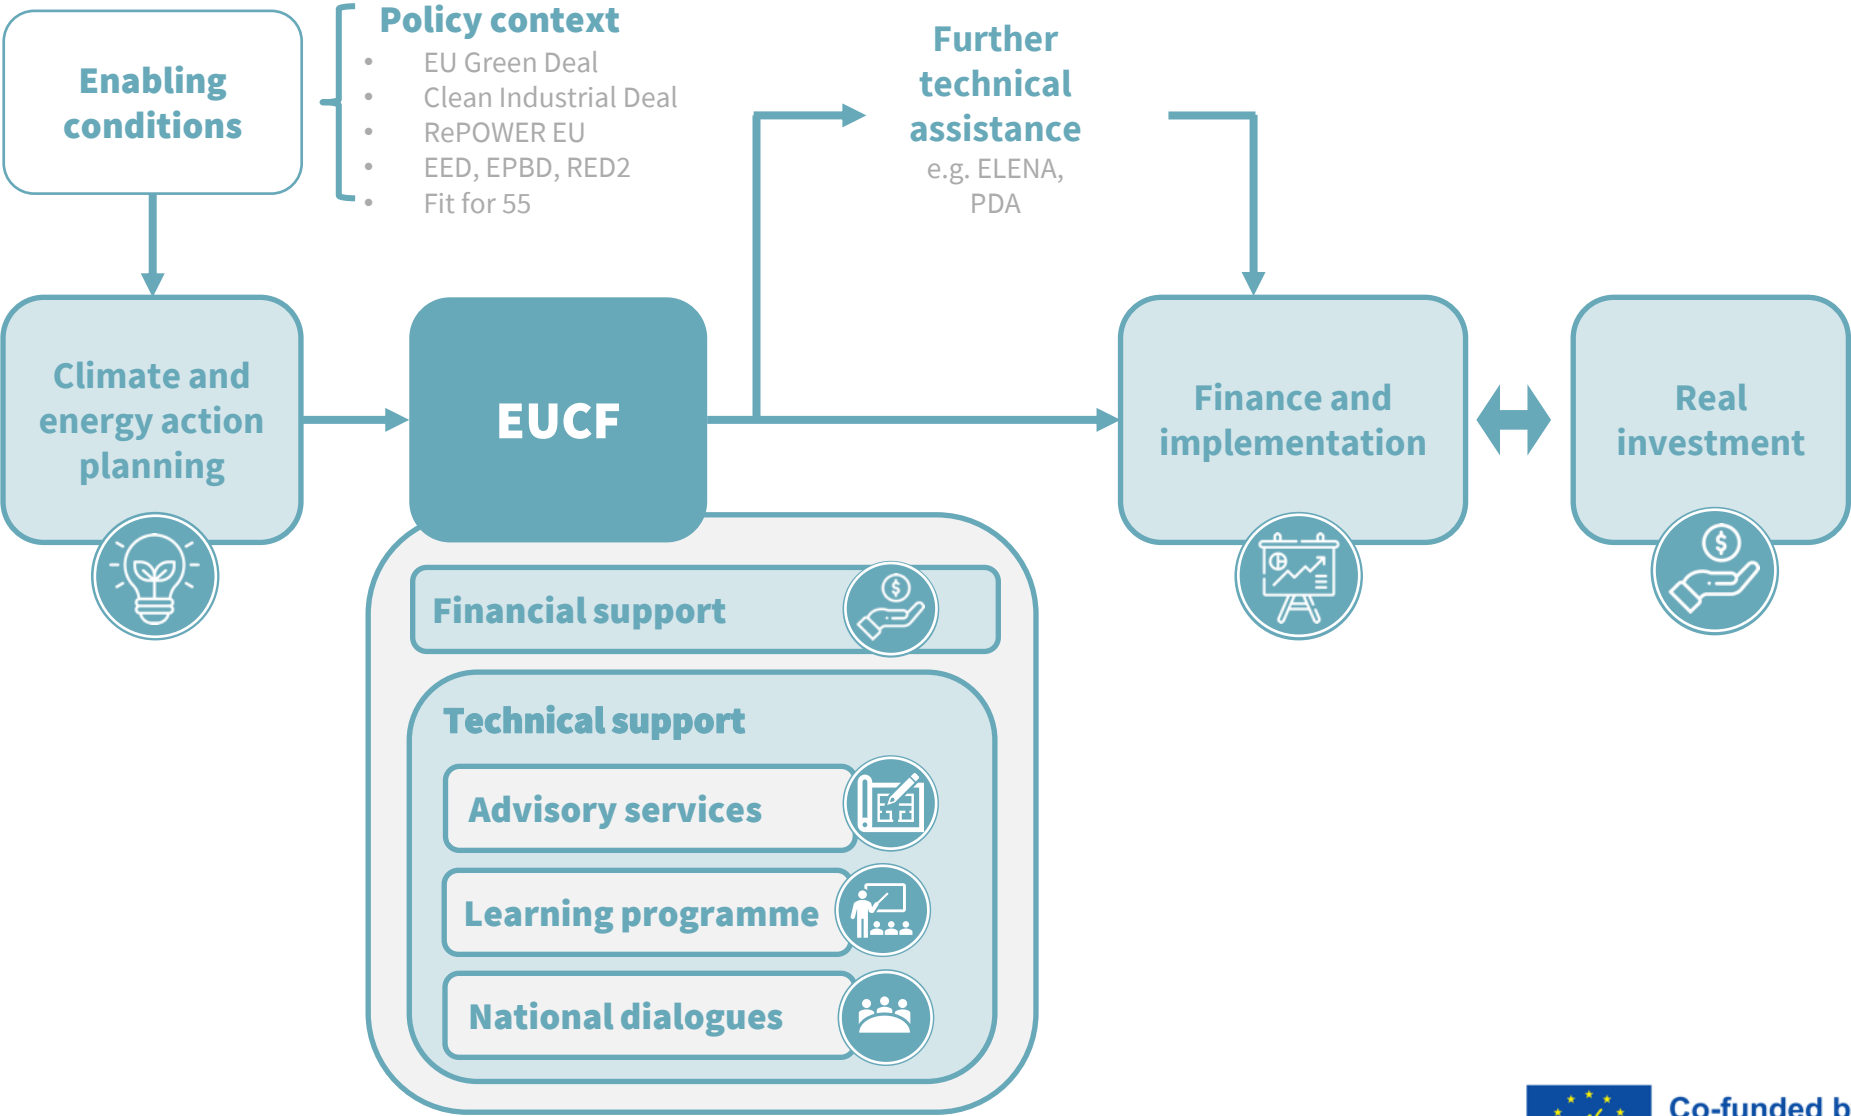 Enabling
conditions
Policy context
• EU Green Deal
• Clean Industrial Deal
• RePOWER EU
• EED, EPBD, RED2
• Fit for 55
Further
technical
assistance
e.g. ELENA,
PDA
Climate and
energy action
planning
EUCF
Finance and
implementation
Real
investment
Financial support
Technical support
Advisory services
Learning programme
National dialogues
Co-funded b